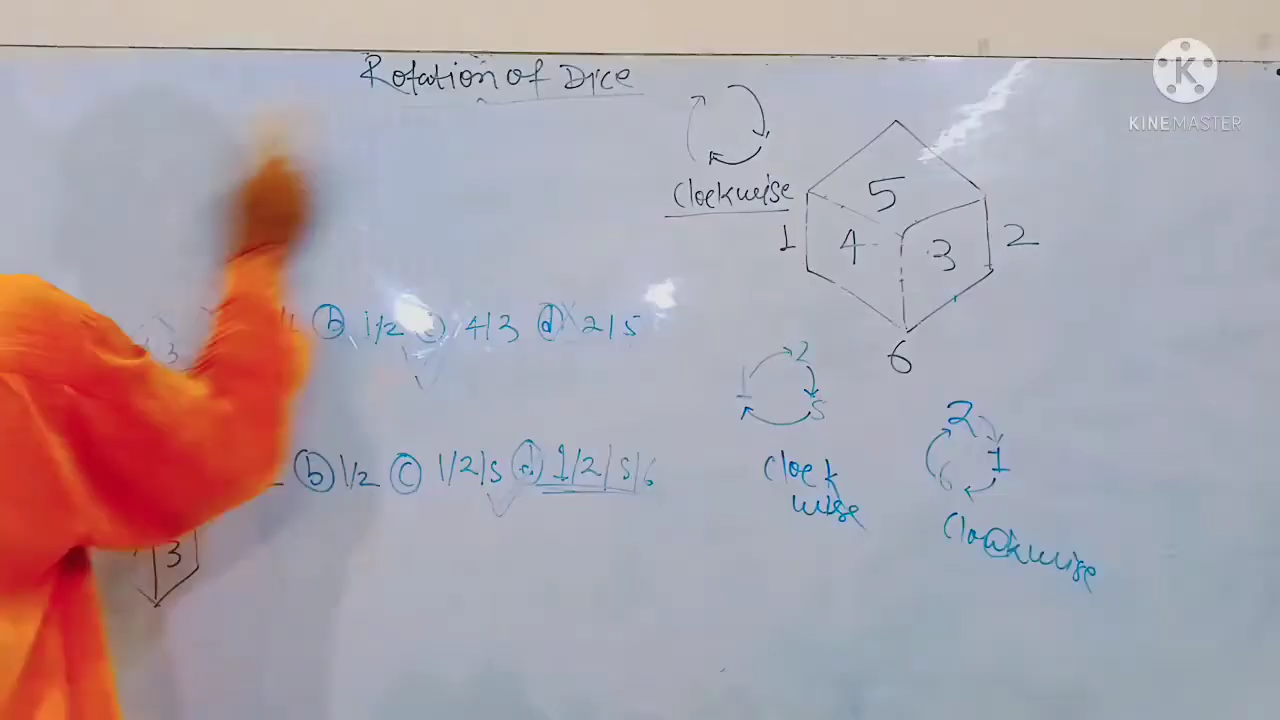 Rotation of Dice
Clockwise
5
1 4 3 2
6
ⓑ 1/2 ⓒ 4/3 ⓓ 2/5
ⓑ 1/2 ⓒ 1/2/5 ⓓ 1/2/5/6
3
3
1 2 5
Clock
wise
2
1
6
Clockwise
K
KINEMASTER